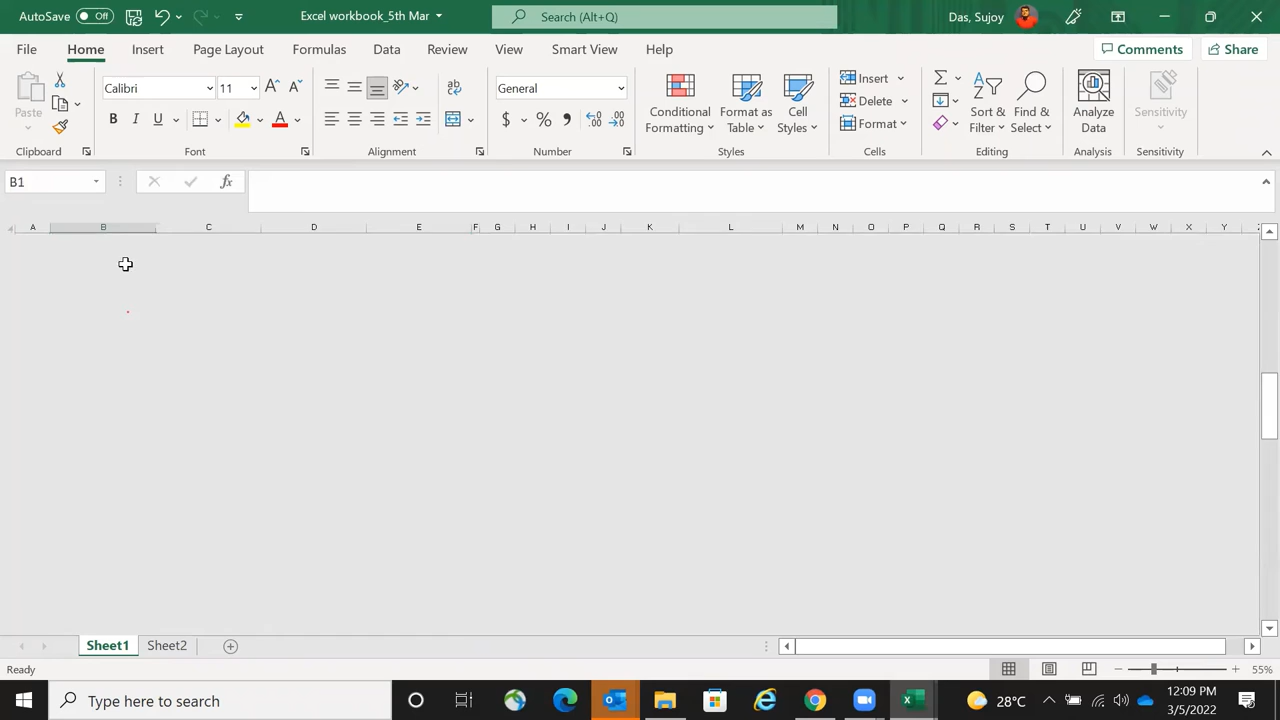 AutoSave Off Excel workbook_5th Mar Search (Alt+Q) Das, Sujoy
File Home Insert Page Layout Formulas Data Review View Smart View Help Comments Share
Paste Calibri 11 General Conditional Formatting Format as Table Cell Styles Insert Delete Format Sort & Filter Find & Select Analyze Data Sensitivity
B I U $ %
Clipboard Font Alignment Number Styles Cells Editing Analysis Sensitivity
B1 fx
A B C D E F G H I J K L M N O P Q R S T U V W X Y
Sheet1 Sheet2
Ready 55%
Type here to search 28°C 12:09 PM
3/5/2022